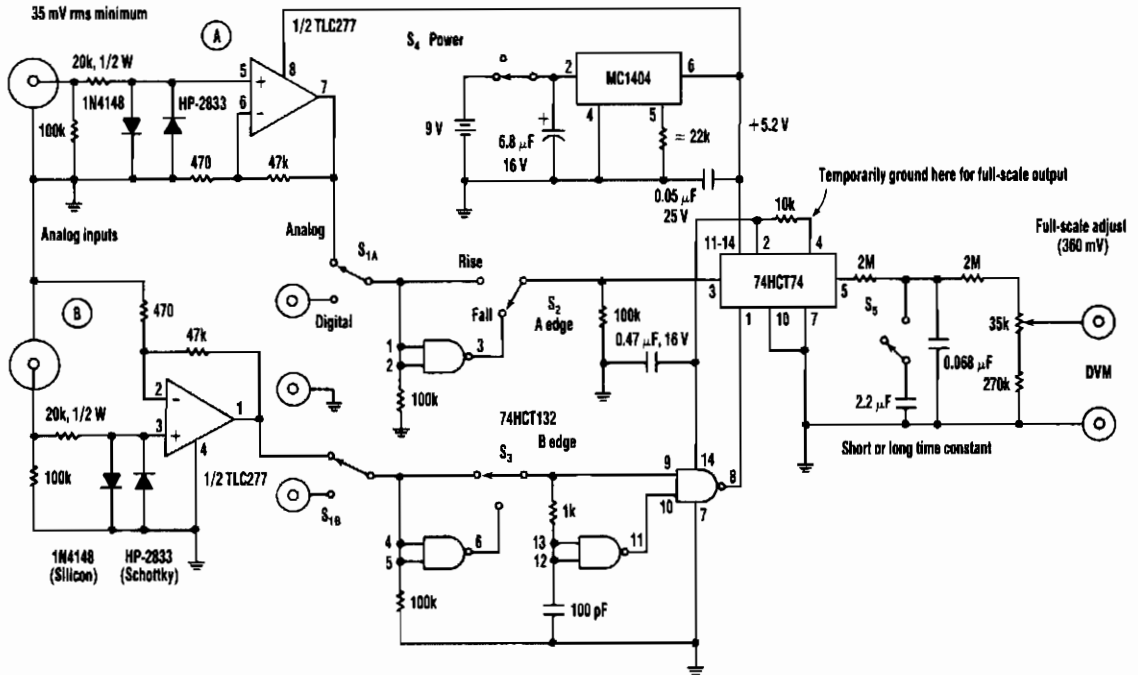 35 mV rms minimum
A
1/2 TLC277
20k, 1/2 W
1N4148
HP-2833
100k
5
+
6
-
8
7
470
47k
Analog inputs
S4 Power
9 V
+
6.8 µF
16 V
2
MC1404
6
4
5
≈ 22k
+5.2 V
0.05 µF
25 V
Temporarily ground here for full-scale output
10k
11-14
2
4
74HCT74
3
5
1
10
7
2M
2M
S5
Full-scale adjust
(360 mV)
35k
270k
DVM
0.068 µF
2.2 µF
Short or long time constant
Analog
S1A
Digital
Rise
Fall
S2
A edge
1
2
3
100k
100k
0.47 µF, 16 V
B
470
47k
2
-
3
+
1
4
20k, 1/2 W
1/2 TLC277
100k
1N4148
(Silicon)
HP-2833
(Schottky)
S1B
74HCT132
B edge
S3
4
5
6
100k
1k
13
12
11
100 pF
9
10
14
8
7